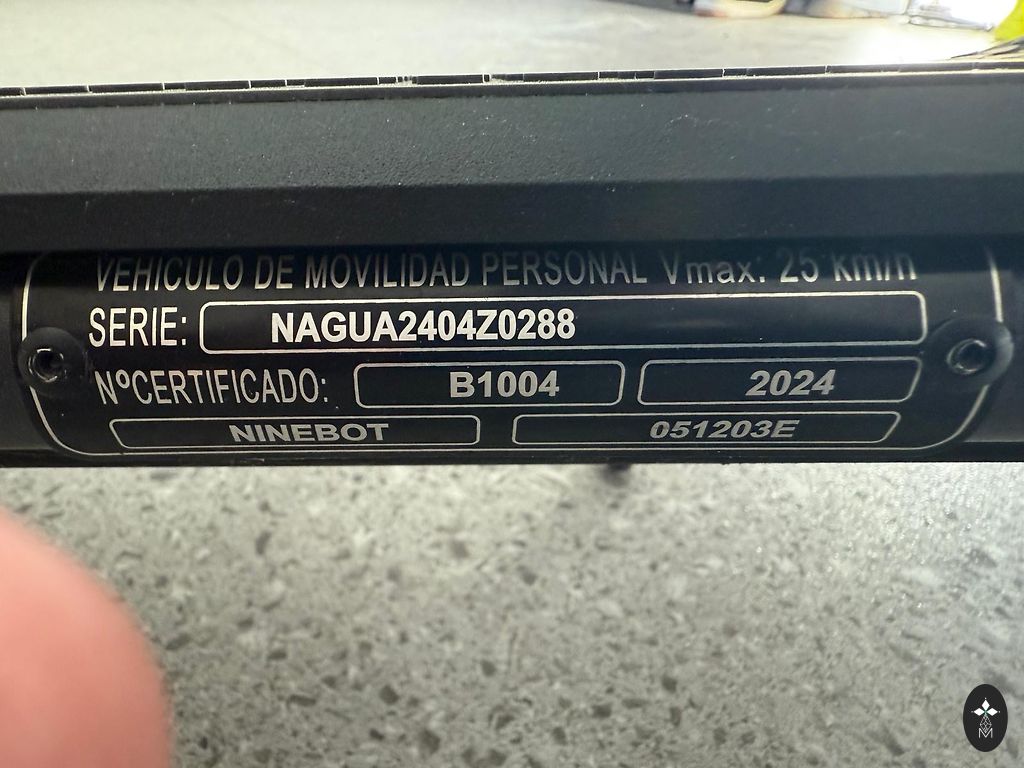 VEHICULO DE MOVILIDAD PERSONAL Vmax: 25 km/h
SERIE: NAGUA2404Z0288
NºCERTIFICADO: B1004 2024
NINEBOT 051203E
M